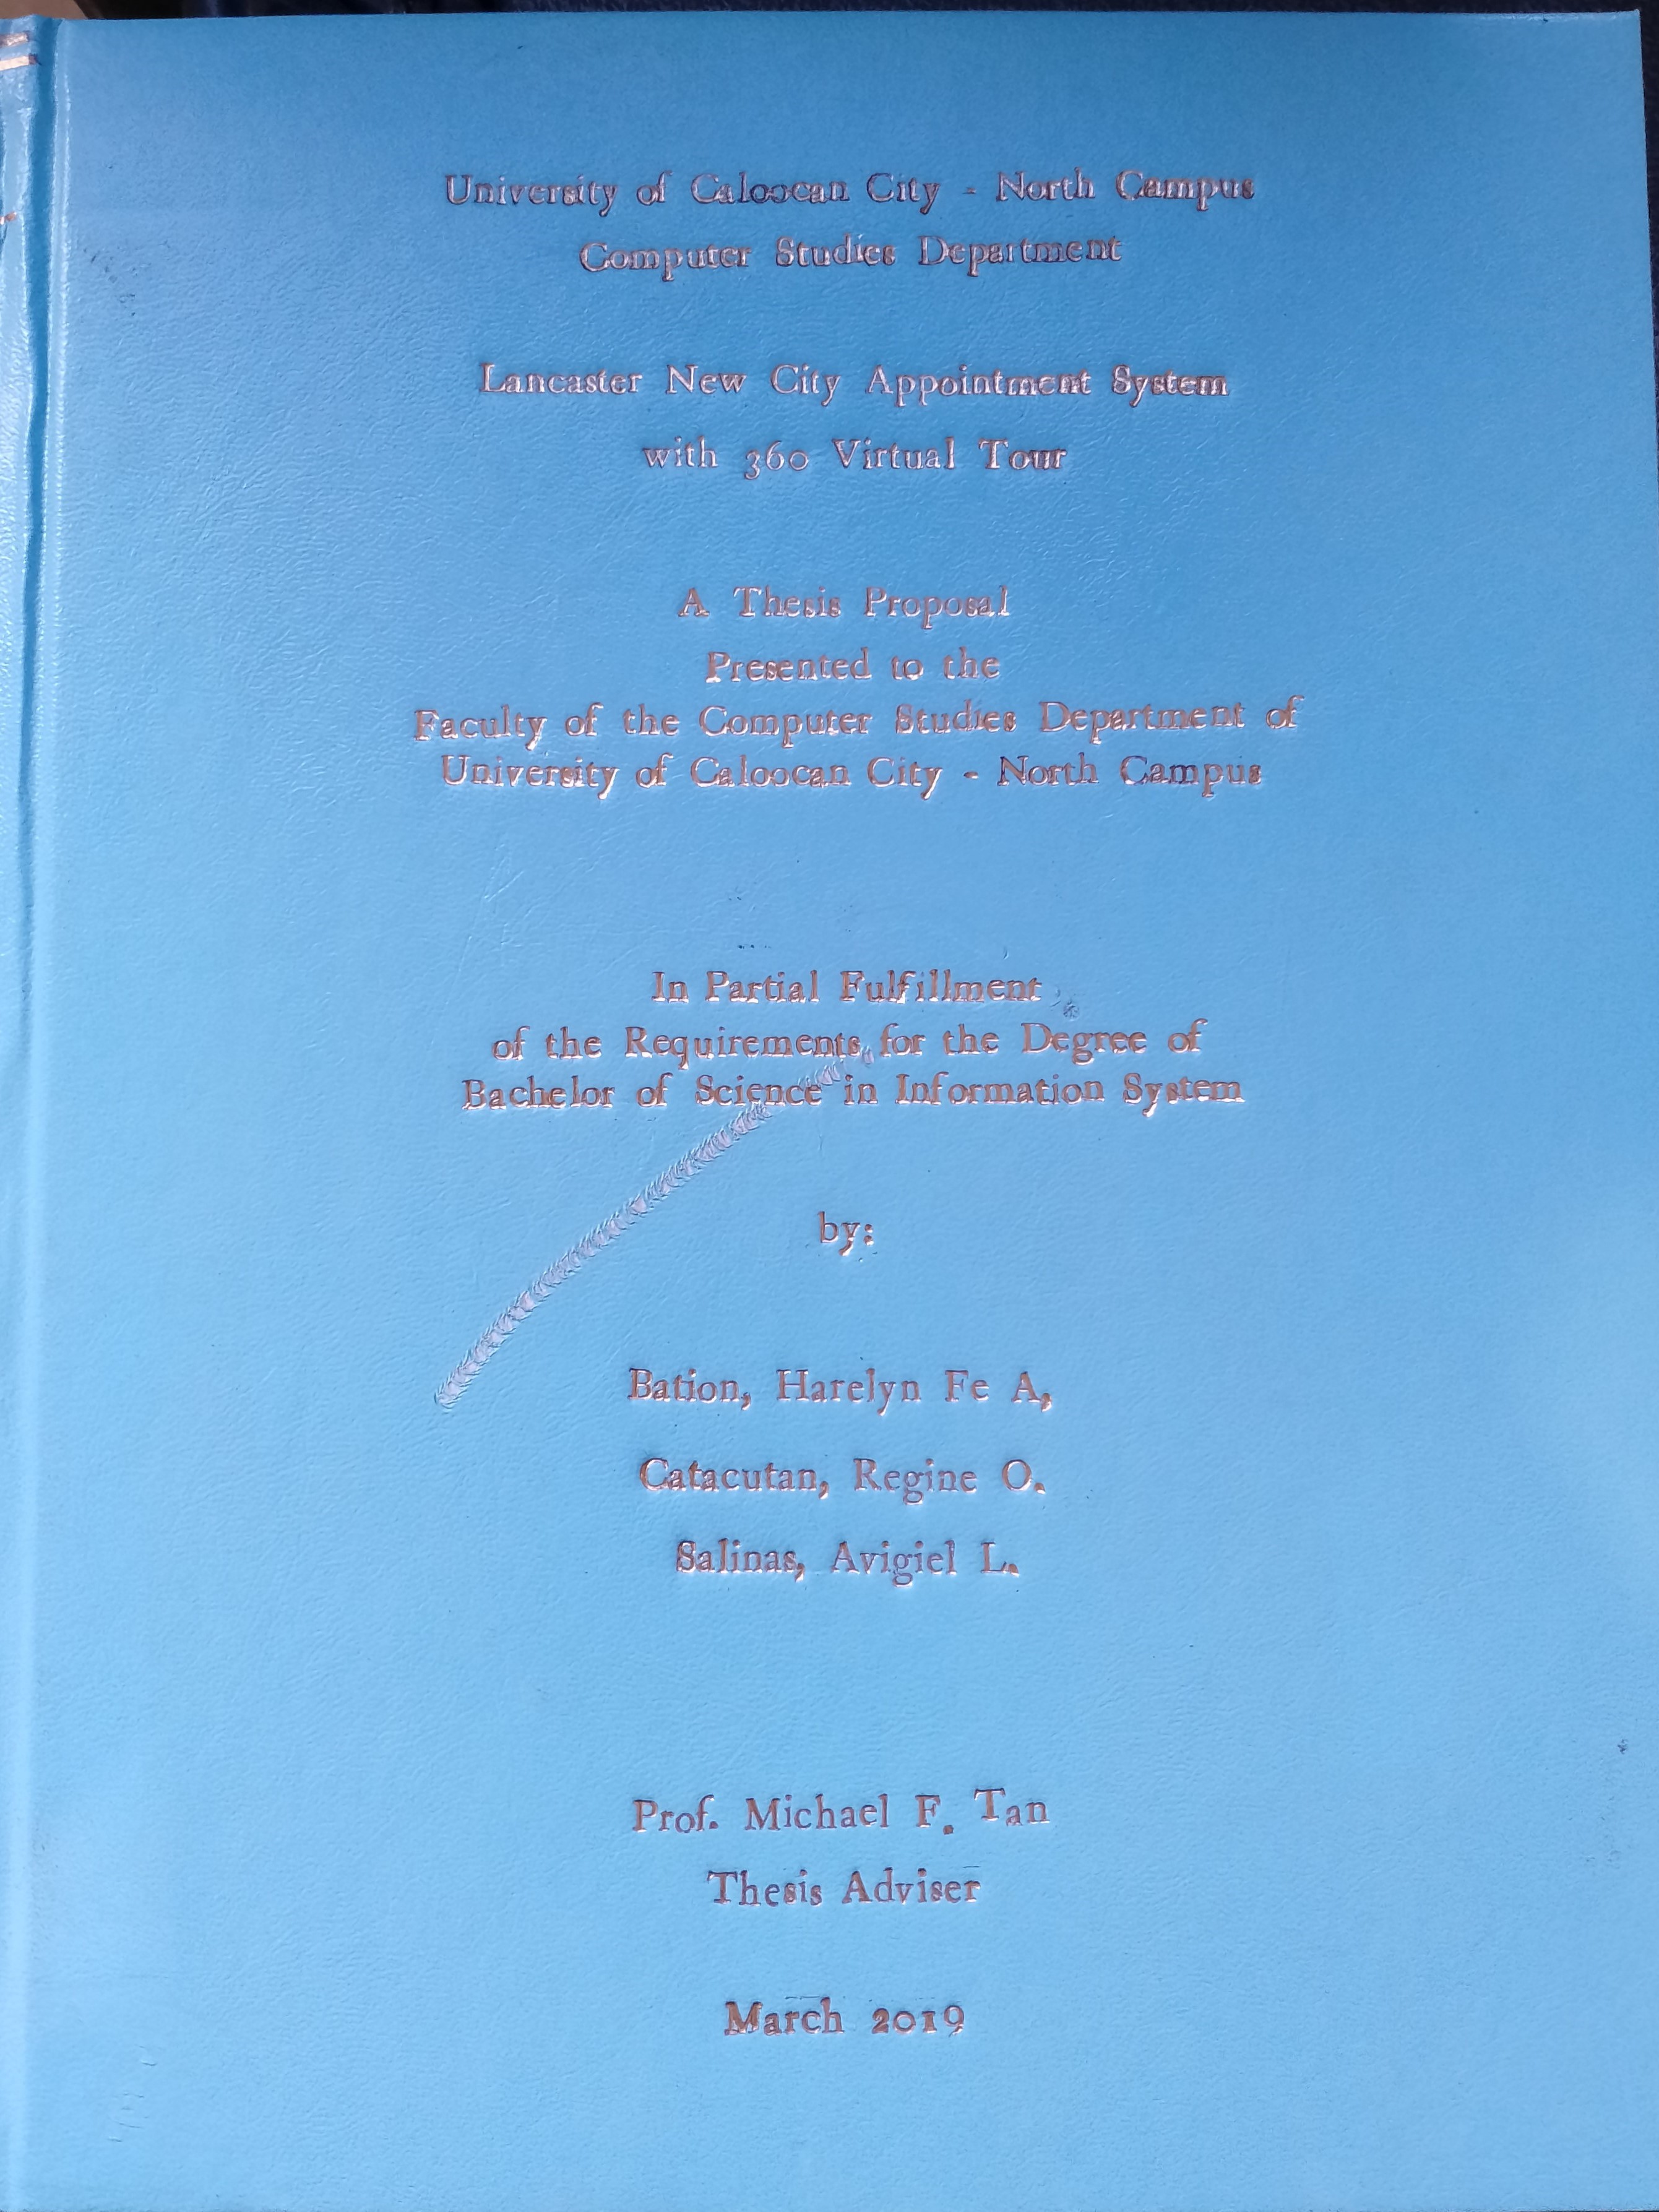 University of Caloocan City - North Campus
Computer Studies Department
Lancaster New City Appointment System
with 360 Virtual Tour
A Thesis Proposal
Presented to the
Faculty of the Computer Studies Department of
University of Caloocan City - North Campus
In Partial Fulfillment
of the Requirements for the Degree of
Bachelor of Science in Information System
by:
Bation, Harelyn Fe A,
Catacutan, Regine O.
Salinas, Avigiel L.
Prof. Michael F. Tan
Thesis Adviser
March 2019